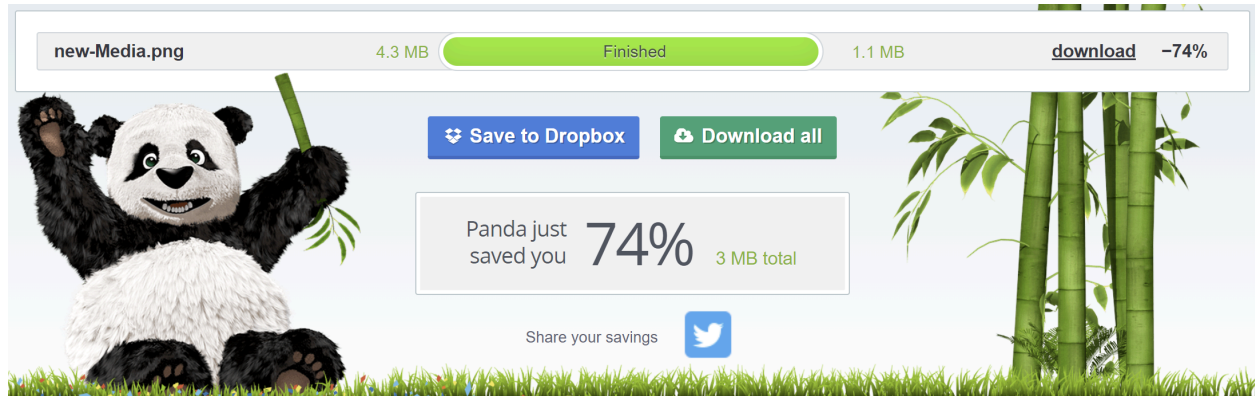 new-Media.png 4.3 MB Finished 1.1 MB download −74%
Save to Dropbox Download all
Panda just
saved you 74% 3 MB total
Share your savings